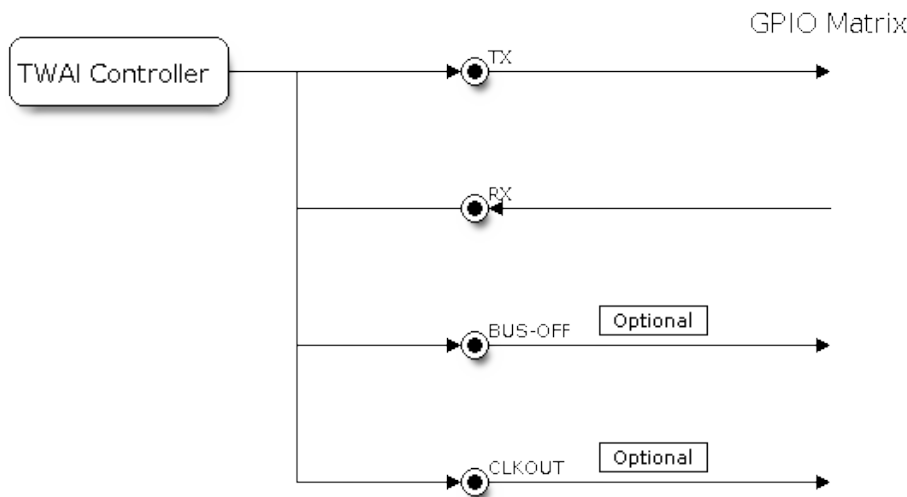 GPIO Matrix
TWAI Controller
TX
RX
BUS-OFF
Optional
CLKOUT
Optional